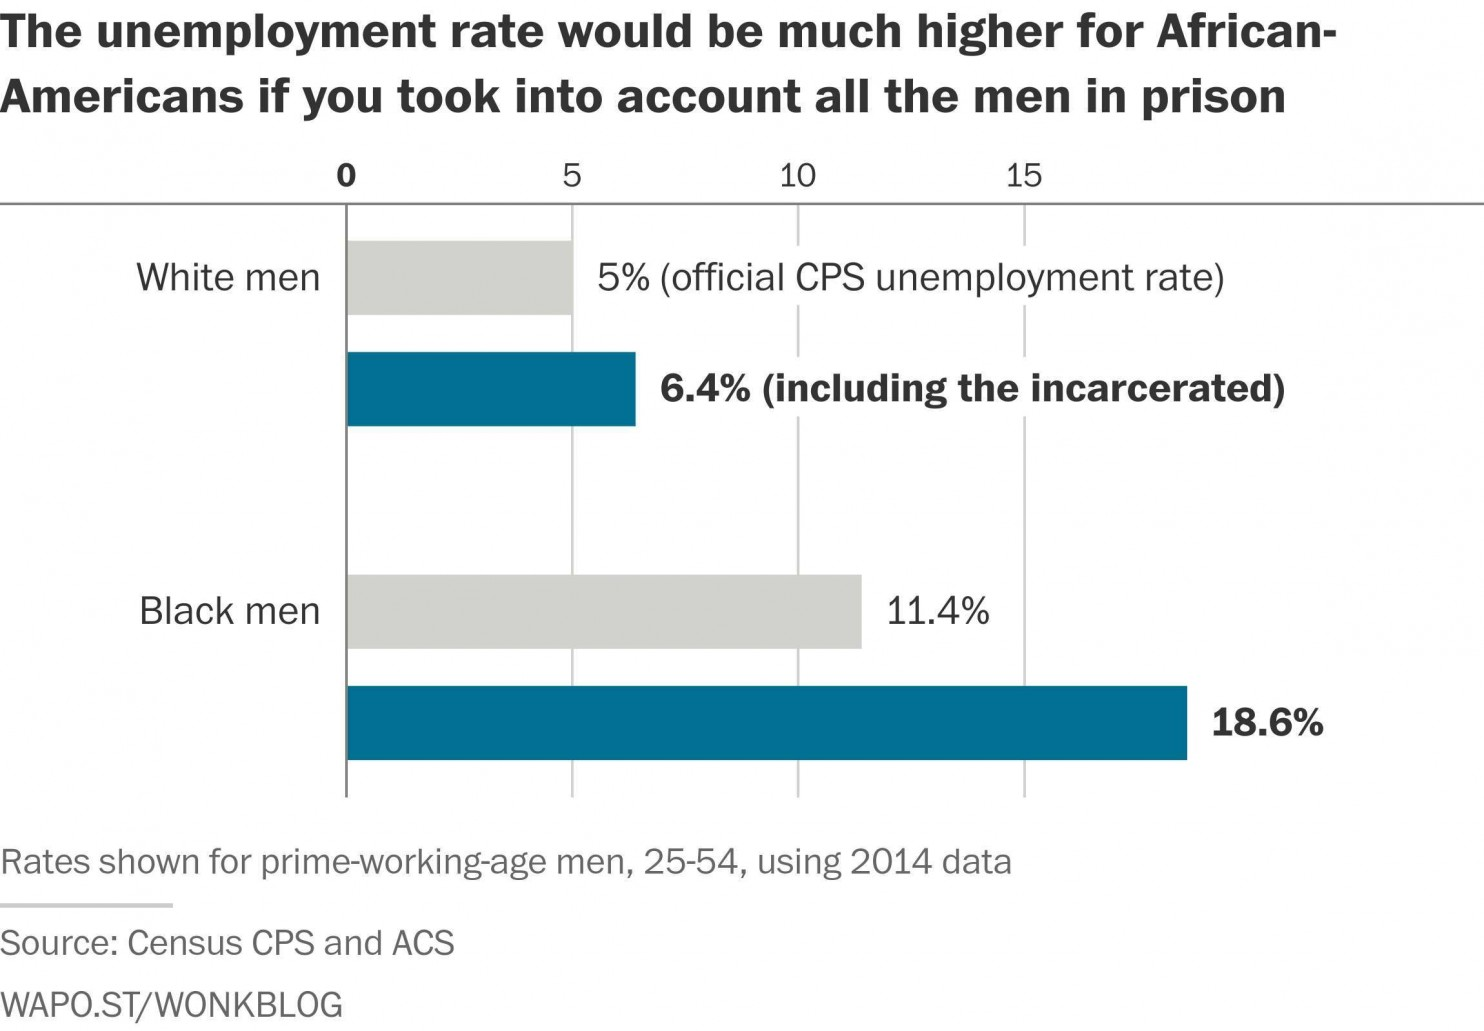 The unemployment rate would be much higher for African-
Americans if you took into account all the men in prison
0 5 10 15
White men 5% (official CPS unemployment rate)
6.4% (including the incarcerated)
Black men 11.4%
18.6%
Rates shown for prime-working-age men, 25-54, using 2014 data
Source: Census CPS and ACS
WAPO.ST/WONKBLOG